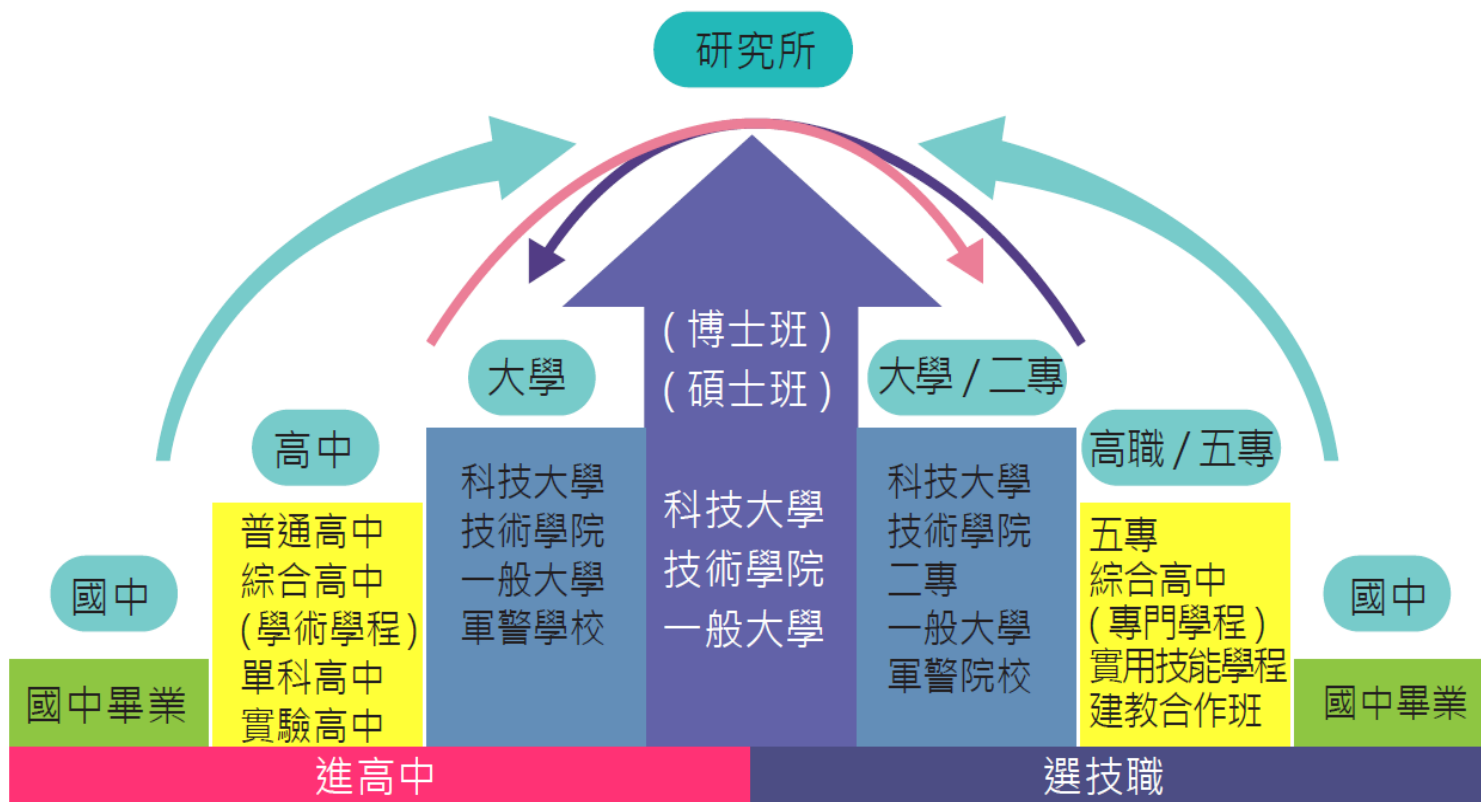 研究所
國中
國中畢業
高中
普通高中
綜合高中
(學術學程)
單科高中
實驗高中
大學
科技大學
技術學院
一般大學
軍警學校
(博士班)
(碩士班)
科技大學
技術學院
一般大學
大學/二專
科技大學
技術學院
二專
一般大學
軍警院校
高職/五專
五專
綜合高中
(專門學程)
實用技能學程
建教合作班
國中
國中畢業
進高中
選技職